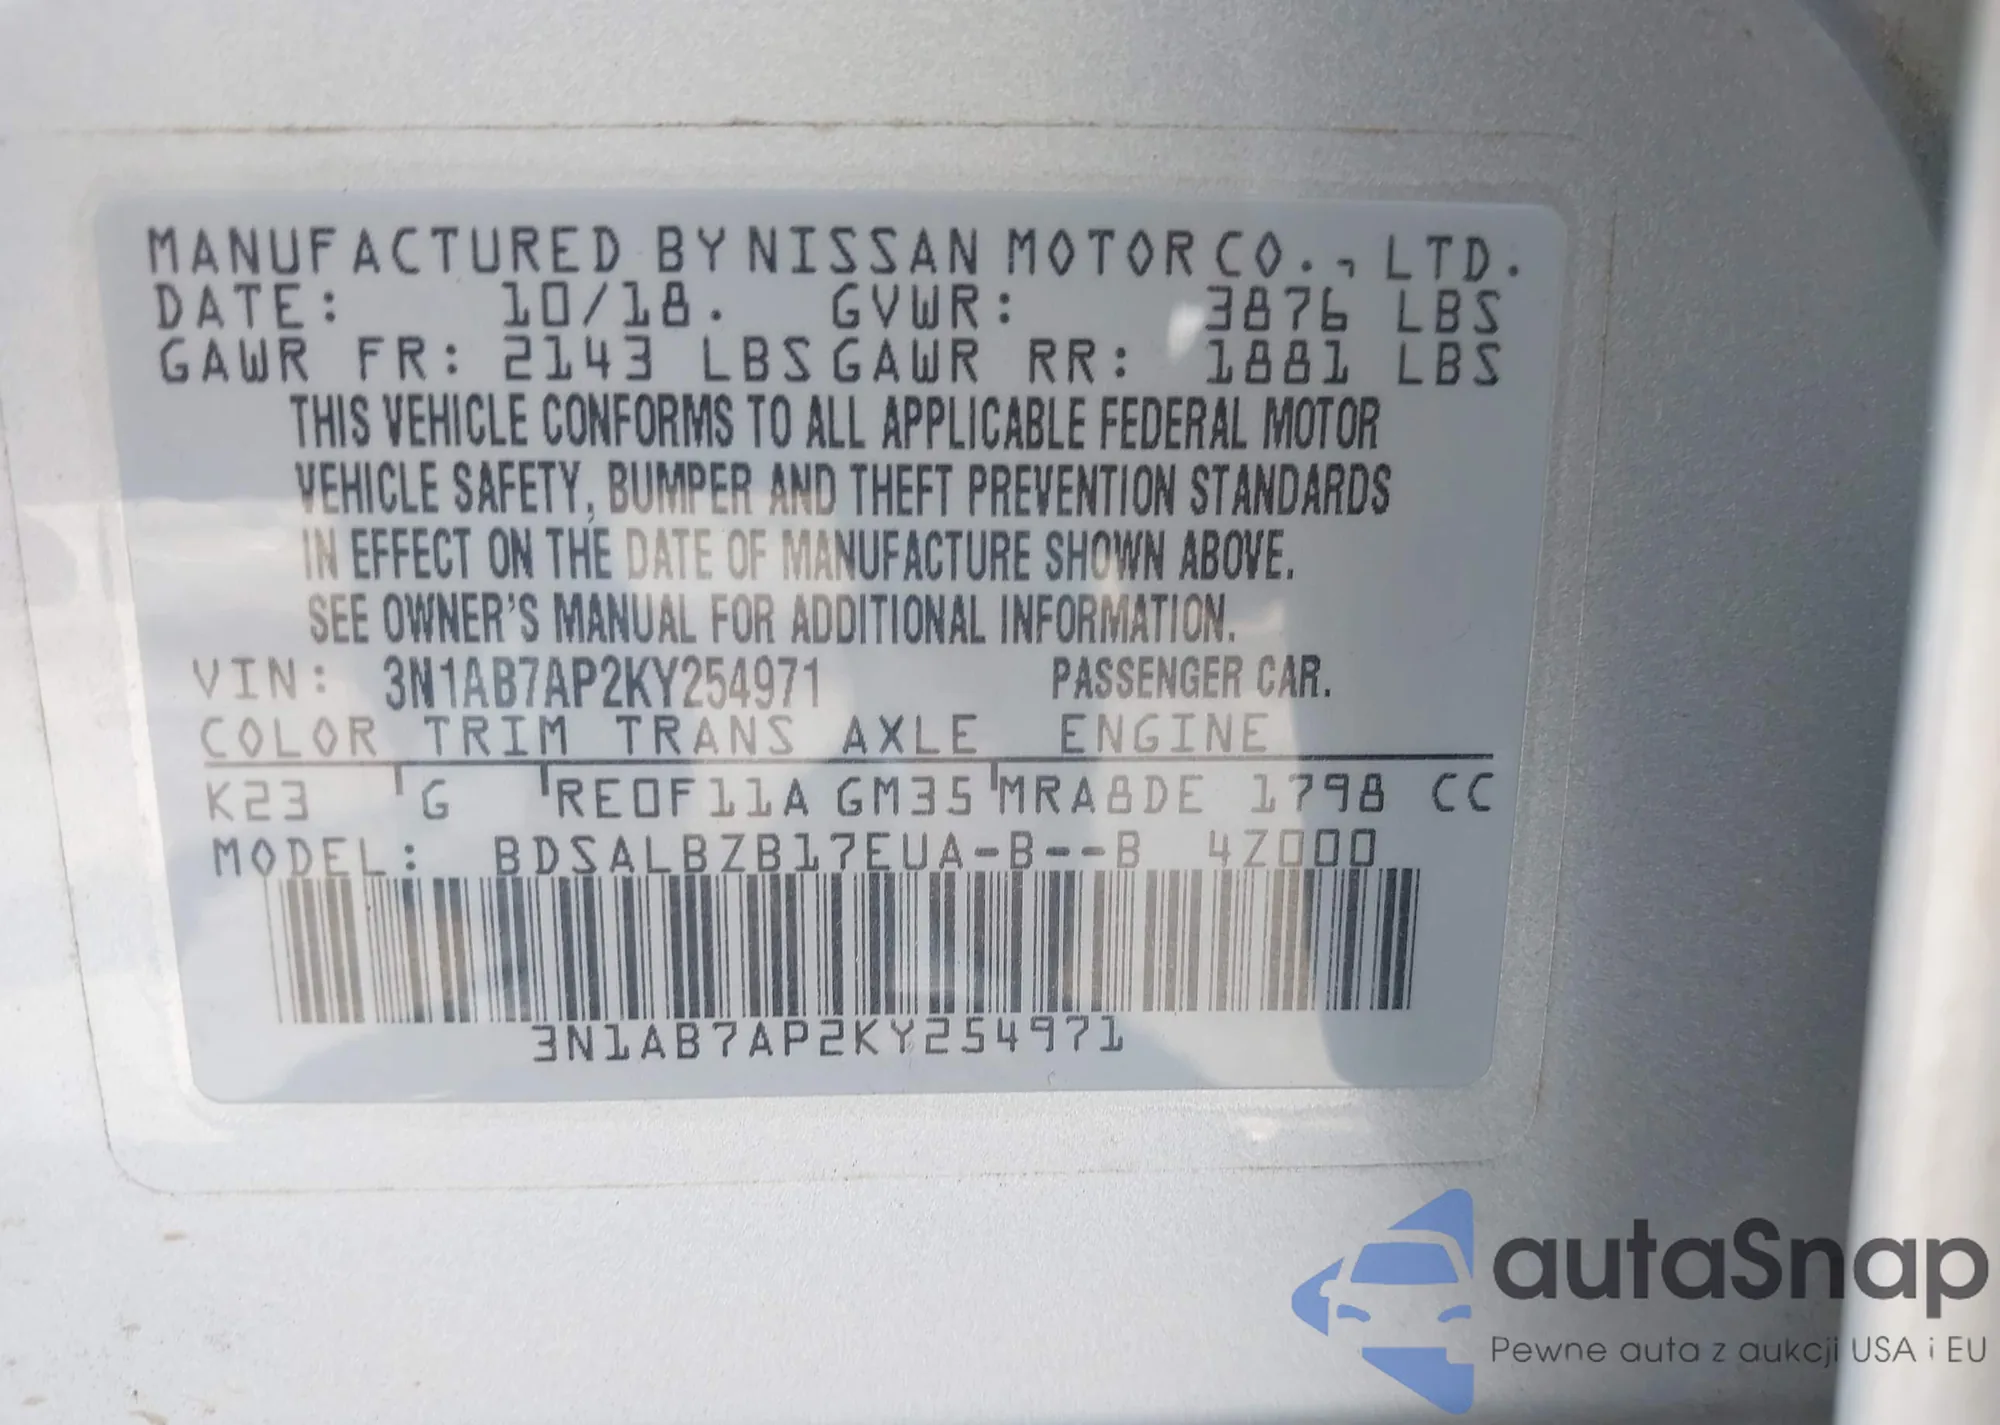 MANUFACTURED BY NISSAN MOTOR CO., LTD.
DATE: 10/18. GVWR: 3876 LBS
GAWR FR: 2143 LBS GAWR RR: 1881 LBS
THIS VEHICLE CONFORMS TO ALL APPLICABLE FEDERAL MOTOR
VEHICLE SAFETY, BUMPER AND THEFT PREVENTION STANDARDS
IN EFFECT ON THE DATE OF MANUFACTURE SHOWN ABOVE.
SEE OWNER'S MANUAL FOR ADDITIONAL INFORMATION.
VIN: 3N1AB7AP2KY254971 PASSENGER CAR.
COLOR TRIM TRANS AXLE ENGINE
K23 G RE0F11A GM35 MRA8DE 1798 CC
MODEL: BDSALBZB17EUA-B--B 4Z000
3N1AB7AP2KY254971
autaSnap
Pewne auta z aukcji USA i EU